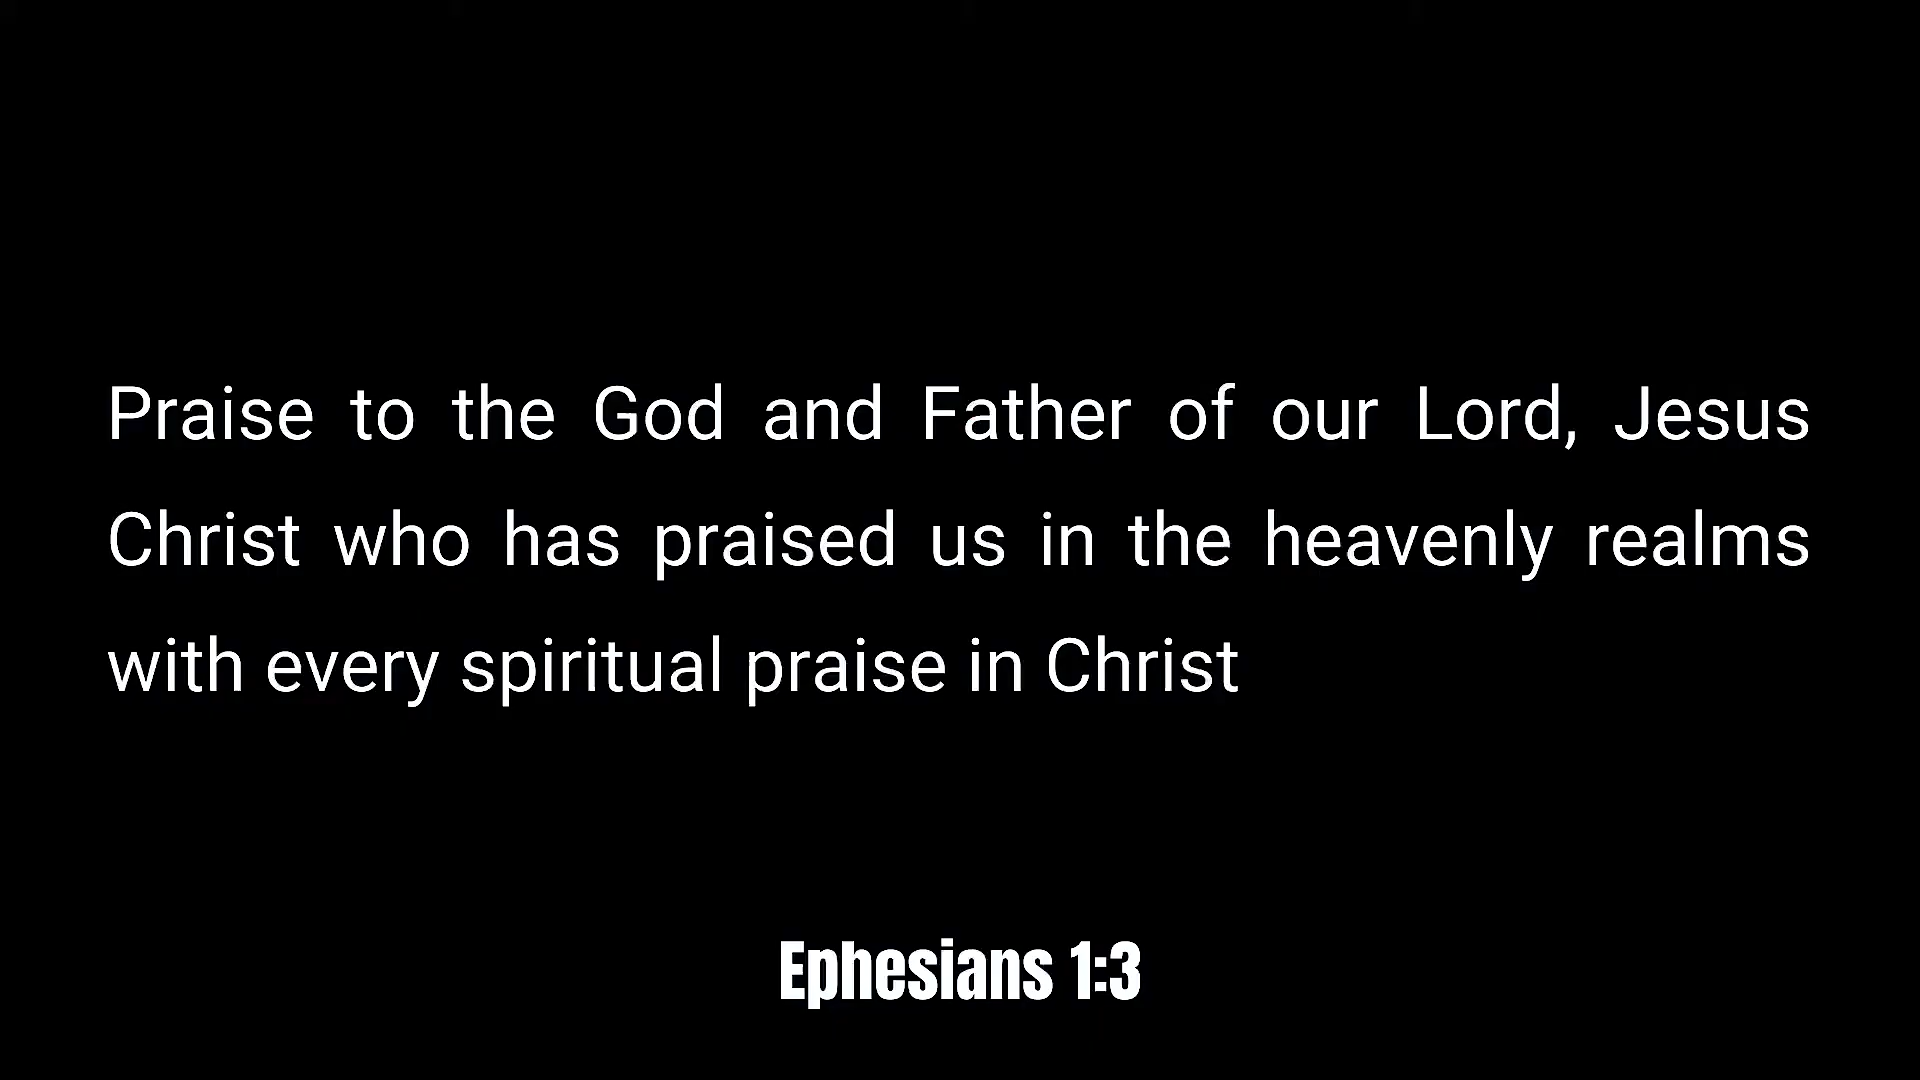 Praise to the God and Father of our Lord, Jesus
Christ who has praised us in the heavenly realms
with every spiritual praise in Christ
Ephesians 1:3